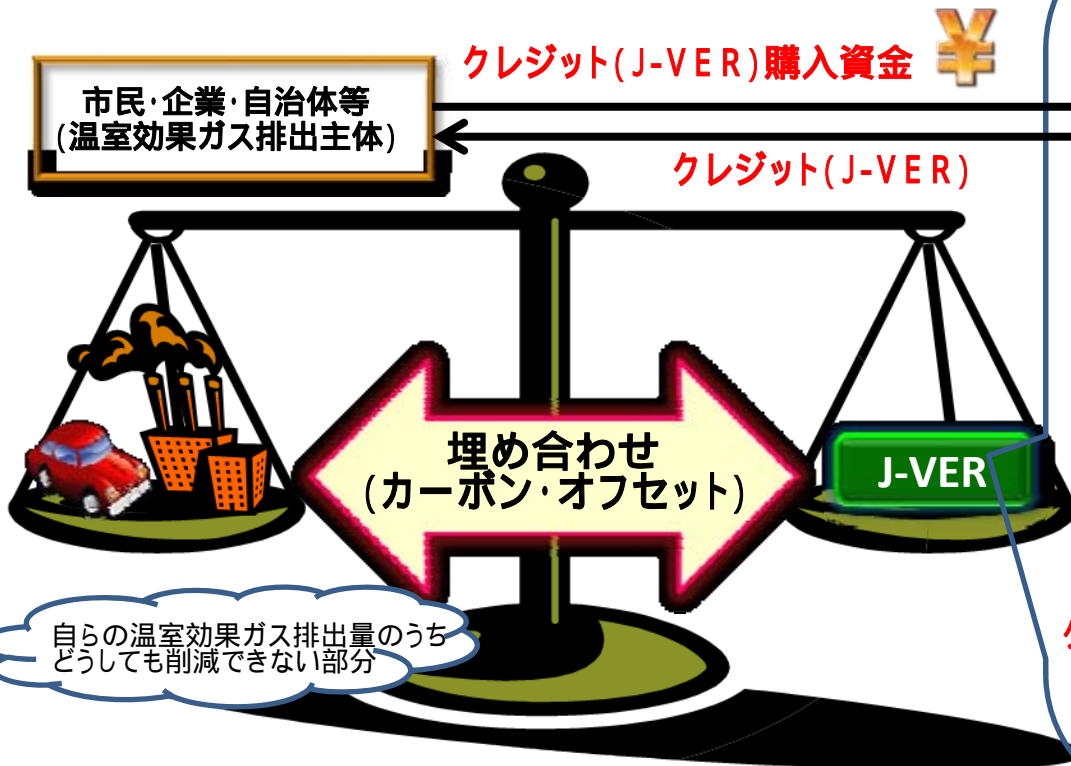 クレジット(J-VER)購入資金
市民・企業・自治体等
(温室効果ガス排出主体)
クレジット(J-VER)
埋め合わせ
(カーボン・オフセット)
J-VER
自らの温室効果ガス排出量のうち
どうしても削減できない部分